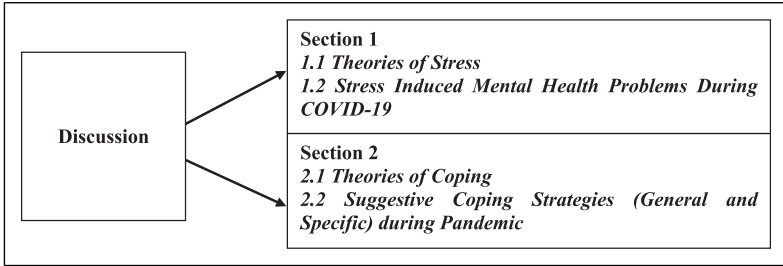 Discussion
Section 1
1.1 Theories of Stress
1.2 Stress Induced Mental Health Problems During
COVID-19
Section 2
2.1 Theories of Coping
2.2 Suggestive Coping Strategies (General and
Specific) during Pandemic